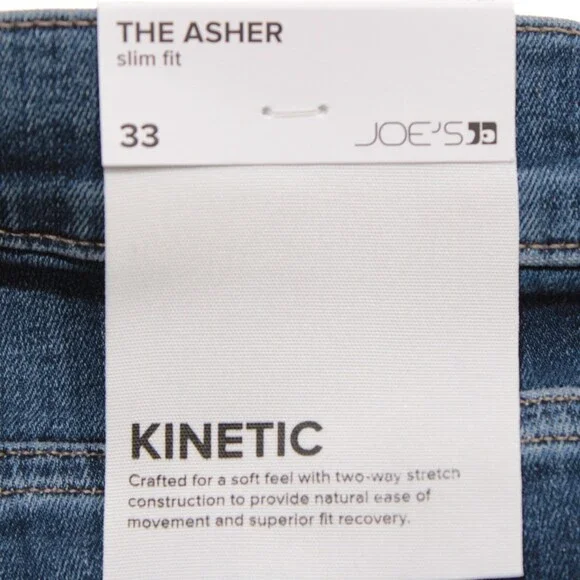 THE ASHER
slim fit
33 JOE'S
KINETIC
Crafted for a soft feel with two-way stretch
construction to provide natural ease of
movement and superior fit recovery.